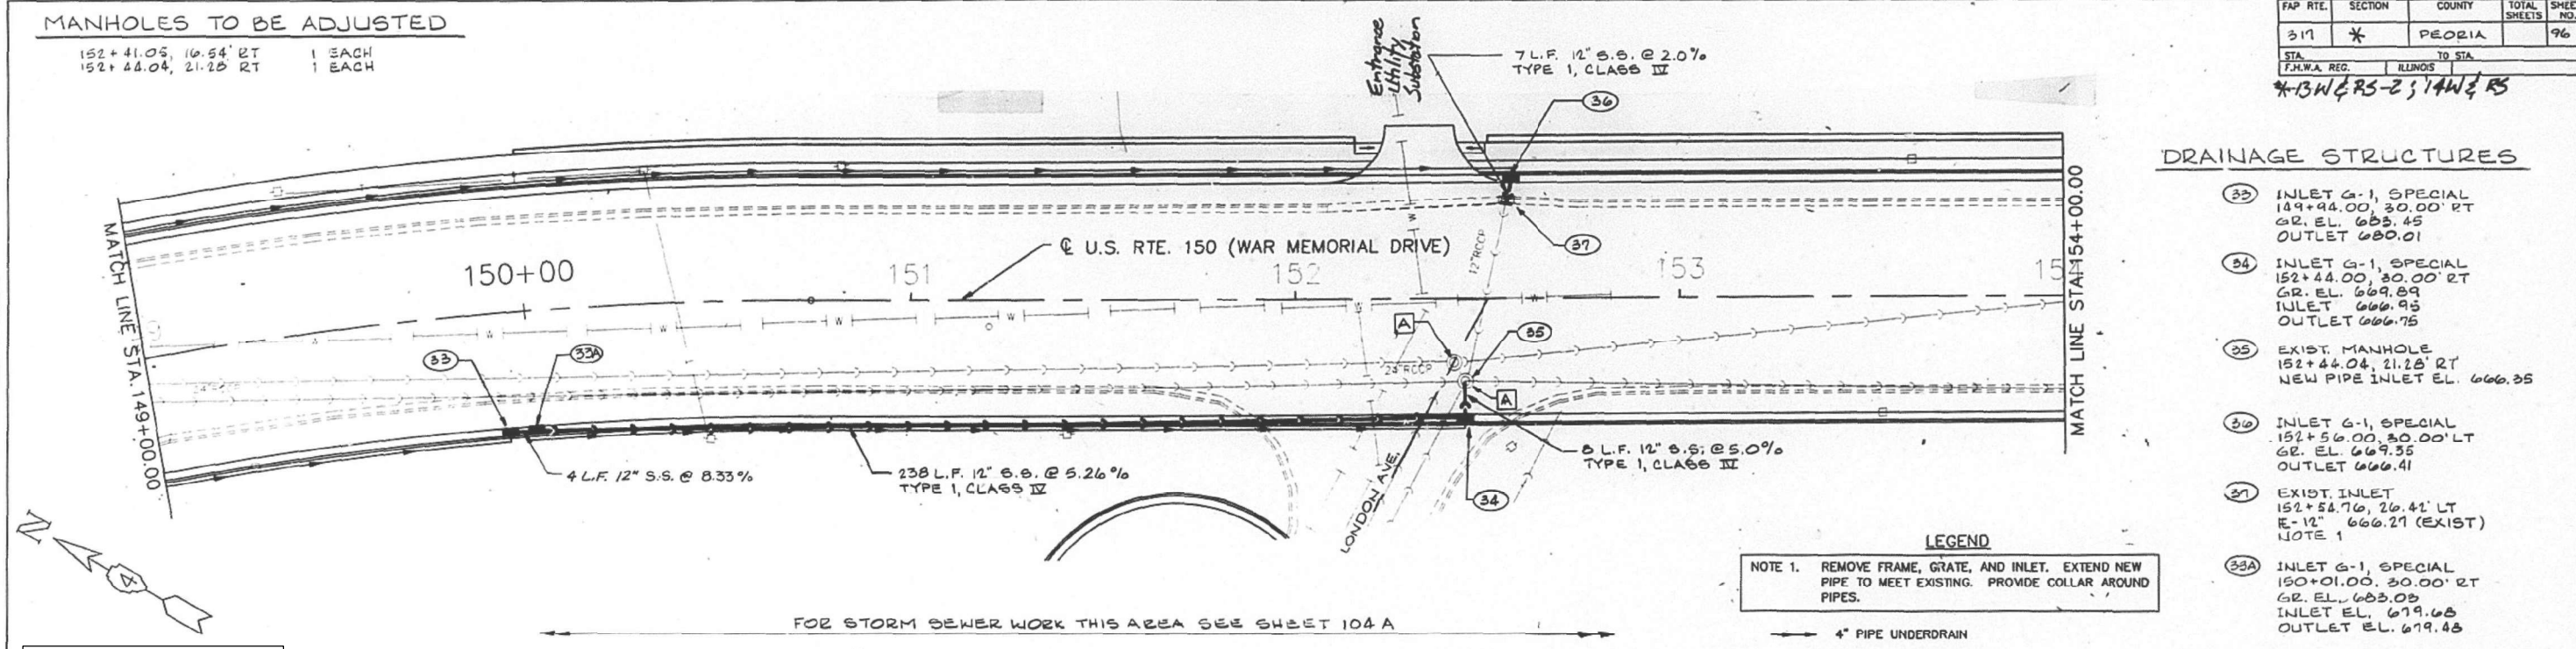 MANHOLES TO BE ADJUSTED
152+41.05, 16.54' RT 1 EACH
152+44.04, 21.28' RT 1 EACH
Entrance
Utility
Substation
7 L.F. 12" S.S. @ 2.0%
TYPE 1, CLASS IV
36
FAP RTE. SECTION COUNTY TOTAL SHEETS SHEET NO.
317 * PEORIA 96
STA. TO STA.
F.H.W.A. REG. ILLINOIS
*-13W & RS-2; 14W & RS
MATCH LINE STA. 149+00.00
150+00
151
152
153
℄ U.S. RTE. 150 (WAR MEMORIAL DRIVE)
12" RCCP
37
W
W
W
W
W
W
A
35
33
33A
24" RCCP
24" RCCP
A
4 L.F. 12" S.S. @ 8.33%
238 L.F. 12" S.S. @ 5.26%
TYPE 1, CLASS IV
8 L.F. 12" S.S. @ 5.0%
TYPE 1, CLASS IV
34
LONDON AVE.
MATCH LINE STA. 154+00.00
N
4
FOR STORM SEWER WORK THIS AREA SEE SHEET 104A
LEGEND
NOTE 1. REMOVE FRAME, GRATE, AND INLET. EXTEND NEW
PIPE TO MEET EXISTING. PROVIDE COLLAR AROUND
PIPES.
4" PIPE UNDERDRAIN
DRAINAGE STRUCTURES
33 INLET G-1, SPECIAL
149+94.00, 30.00' RT
GR. EL. 683.45
OUTLET 680.01
34 INLET G-1, SPECIAL
152+44.00, 30.00' RT
GR. EL. 669.89
INLET 666.95
OUTLET 666.75
35 EXIST. MANHOLE
152+44.04, 21.28' RT
NEW PIPE INLET EL. 666.35
36 INLET G-1, SPECIAL
152+56.00, 30.00' LT
GR. EL. 669.35
OUTLET 666.41
37 EXIST. INLET
152+54.76, 26.42' LT
IE-12" 666.27 (EXIST)
NOTE 1
33A INLET G-1, SPECIAL
150+01.00, 30.00' RT
GR. EL. 683.03
INLET EL. 679.68
OUTLET EL. 679.48